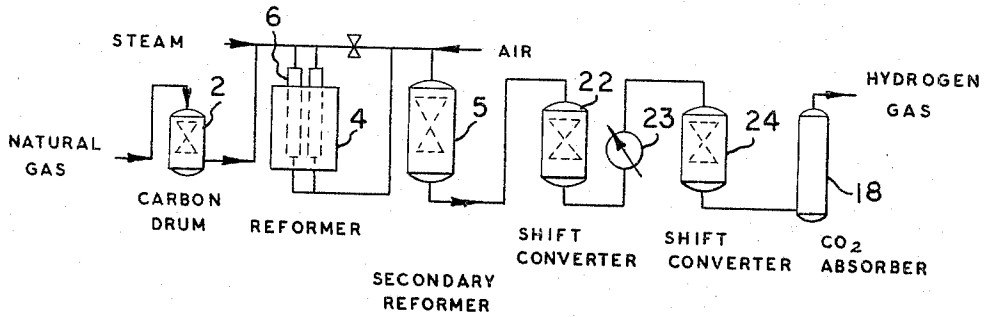 6
STEAM
AIR
2
22
HYDROGEN
GAS
4
5
23
24
NATURAL
GAS
18
CARBON
DRUM
REFORMER
SHIFT
CONVERTER
SHIFT
CONVERTER
CO2
ABSORBER
SECONDARY
REFORMER